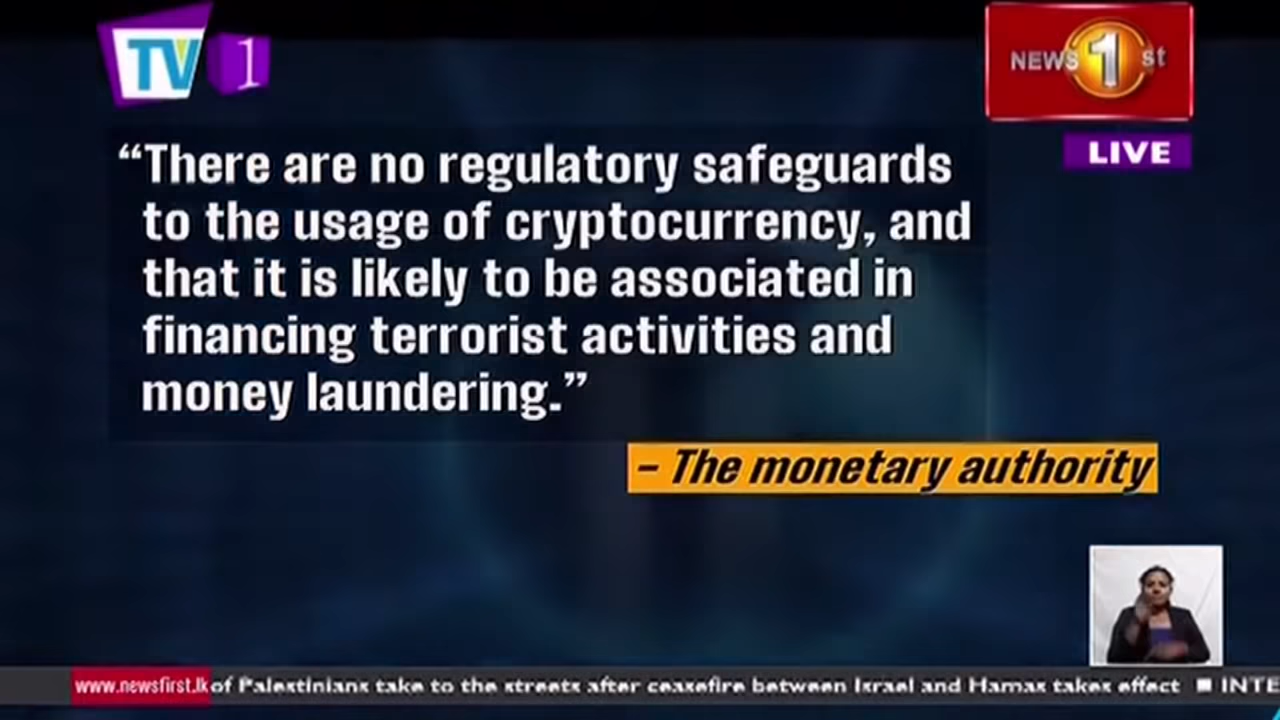 TV 1
NEWS 1st
LIVE
“There are no regulatory safeguards
to the usage of cryptocurrency, and
that it is likely to be associated in
financing terrorist activities and
money laundering.”
– The monetary authority
www.newsfirst.lk of Palestinians take to the streets after ceasefire between Israel and Hamas takes effect ■ INTE